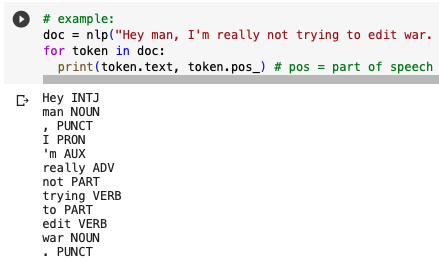 # example:
doc = nlp("Hey man, I'm really not trying to edit war.
for token in doc:
  print(token.text, token.pos_) # pos = part of speech
Hey INTJ
man NOUN
, PUNCT
I PRON
'm AUX
really ADV
not PART
trying VERB
to PART
edit VERB
war NOUN
. PUNCT